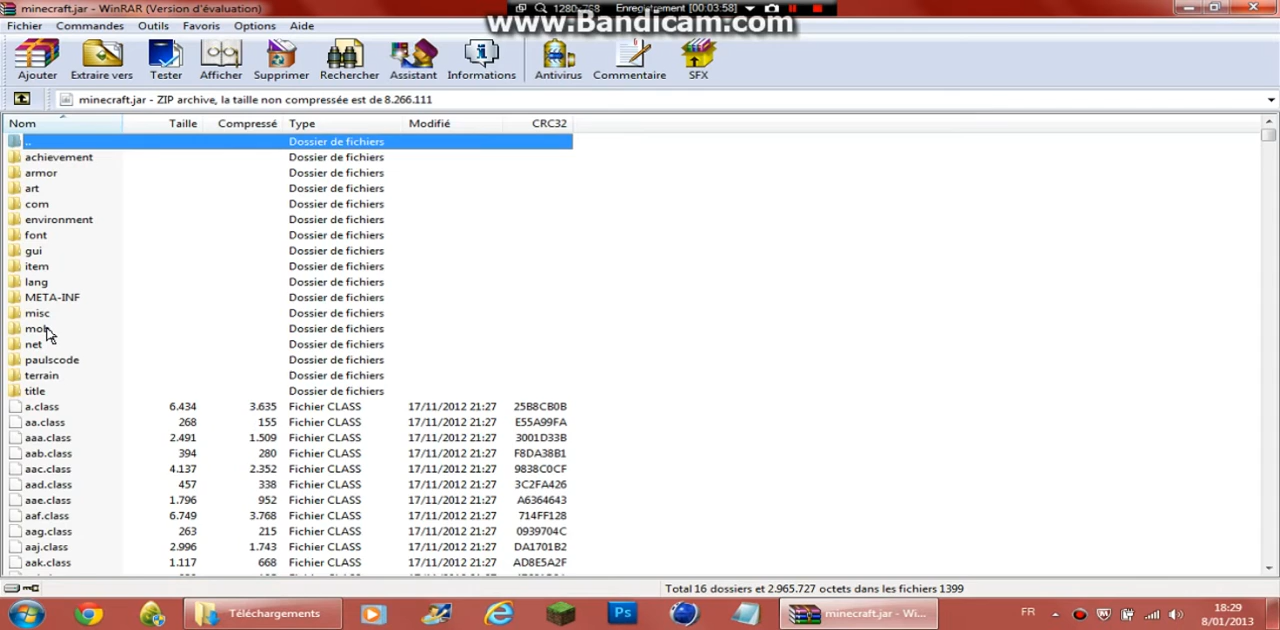 minecraft.jar - WinRAR (Version d'évaluation)
1280x768 Enregistrement [00:03:58]
www.Bandicam.com
Fichier Commandes Outils Favoris Options Aide
Ajouter Extraire vers Tester Afficher Supprimer Rechercher Assistant Informations Antivirus Commentaire SFX
minecraft.jar - ZIP archive, la taille non compressée est de 8.266.111
Nom Taille Compressé Type Modifié CRC32
.. Dossier de fichiers
achievement Dossier de fichiers
armor Dossier de fichiers
art Dossier de fichiers
com Dossier de fichiers
environment Dossier de fichiers
font Dossier de fichiers
gui Dossier de fichiers
item Dossier de fichiers
lang Dossier de fichiers
META-INF Dossier de fichiers
misc Dossier de fichiers
mob Dossier de fichiers
net Dossier de fichiers
paulscode Dossier de fichiers
terrain Dossier de fichiers
title Dossier de fichiers
a.class 6.434 3.635 Fichier CLASS 17/11/2012 21:27 25B8CB0B
aa.class 268 155 Fichier CLASS 17/11/2012 21:27 E55A99FA
aaa.class 2.491 1.509 Fichier CLASS 17/11/2012 21:27 3001D33B
aab.class 394 280 Fichier CLASS 17/11/2012 21:27 F8DA38B1
aac.class 4.137 2.352 Fichier CLASS 17/11/2012 21:27 9838C0CF
aad.class 457 338 Fichier CLASS 17/11/2012 21:27 3C2FA426
aae.class 1.796 952 Fichier CLASS 17/11/2012 21:27 A6364643
aaf.class 6.749 3.768 Fichier CLASS 17/11/2012 21:27 714FF128
aag.class 263 215 Fichier CLASS 17/11/2012 21:27 0939704C
aaj.class 2.996 1.743 Fichier CLASS 17/11/2012 21:27 DA1701B2
aak.class 1.117 668 Fichier CLASS 17/11/2012 21:27 AD8E5A2F
Total 16 dossiers et 2.965.727 octets dans les fichiers 1399
Téléchargements Ps minecraft.jar - Wi... FR 18:29
8/01/2013